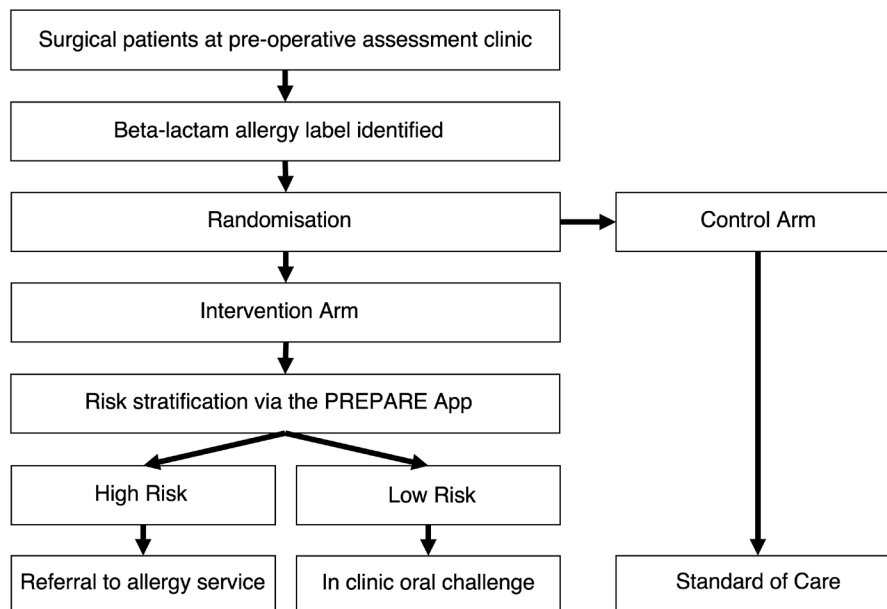 Surgical patients at pre-operative assessment clinic
Beta-lactam allergy label identified
Randomisation
Control Arm
Intervention Arm
Risk stratification via the PREPARE App
High Risk
Low Risk
Referral to allergy service
In clinic oral challenge
Standard of Care